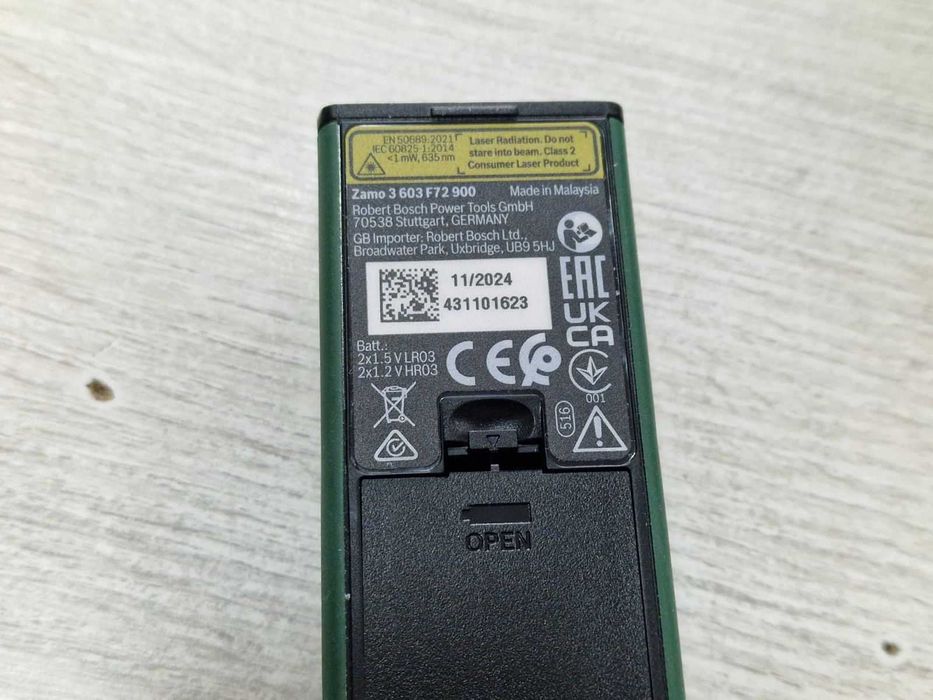 EN 50689:2021
IEC 60825-1:2014
<1 mW, 635 nm
Laser Radiation. Do not
stare into beam. Class 2
Consumer Laser Product
Zamo 3 603 F72 900
Made in Malaysia
Robert Bosch Power Tools GmbH
70538 Stuttgart, GERMANY
GB Importer: Robert Bosch Ltd.,
Broadwater Park, Uxbridge, UB9 5HJ
11/2024
431101623
EAC
UK
CA
Batt.:
2x1.5 V LR03
2x1.2 V HR03
CE
001
516
OPEN